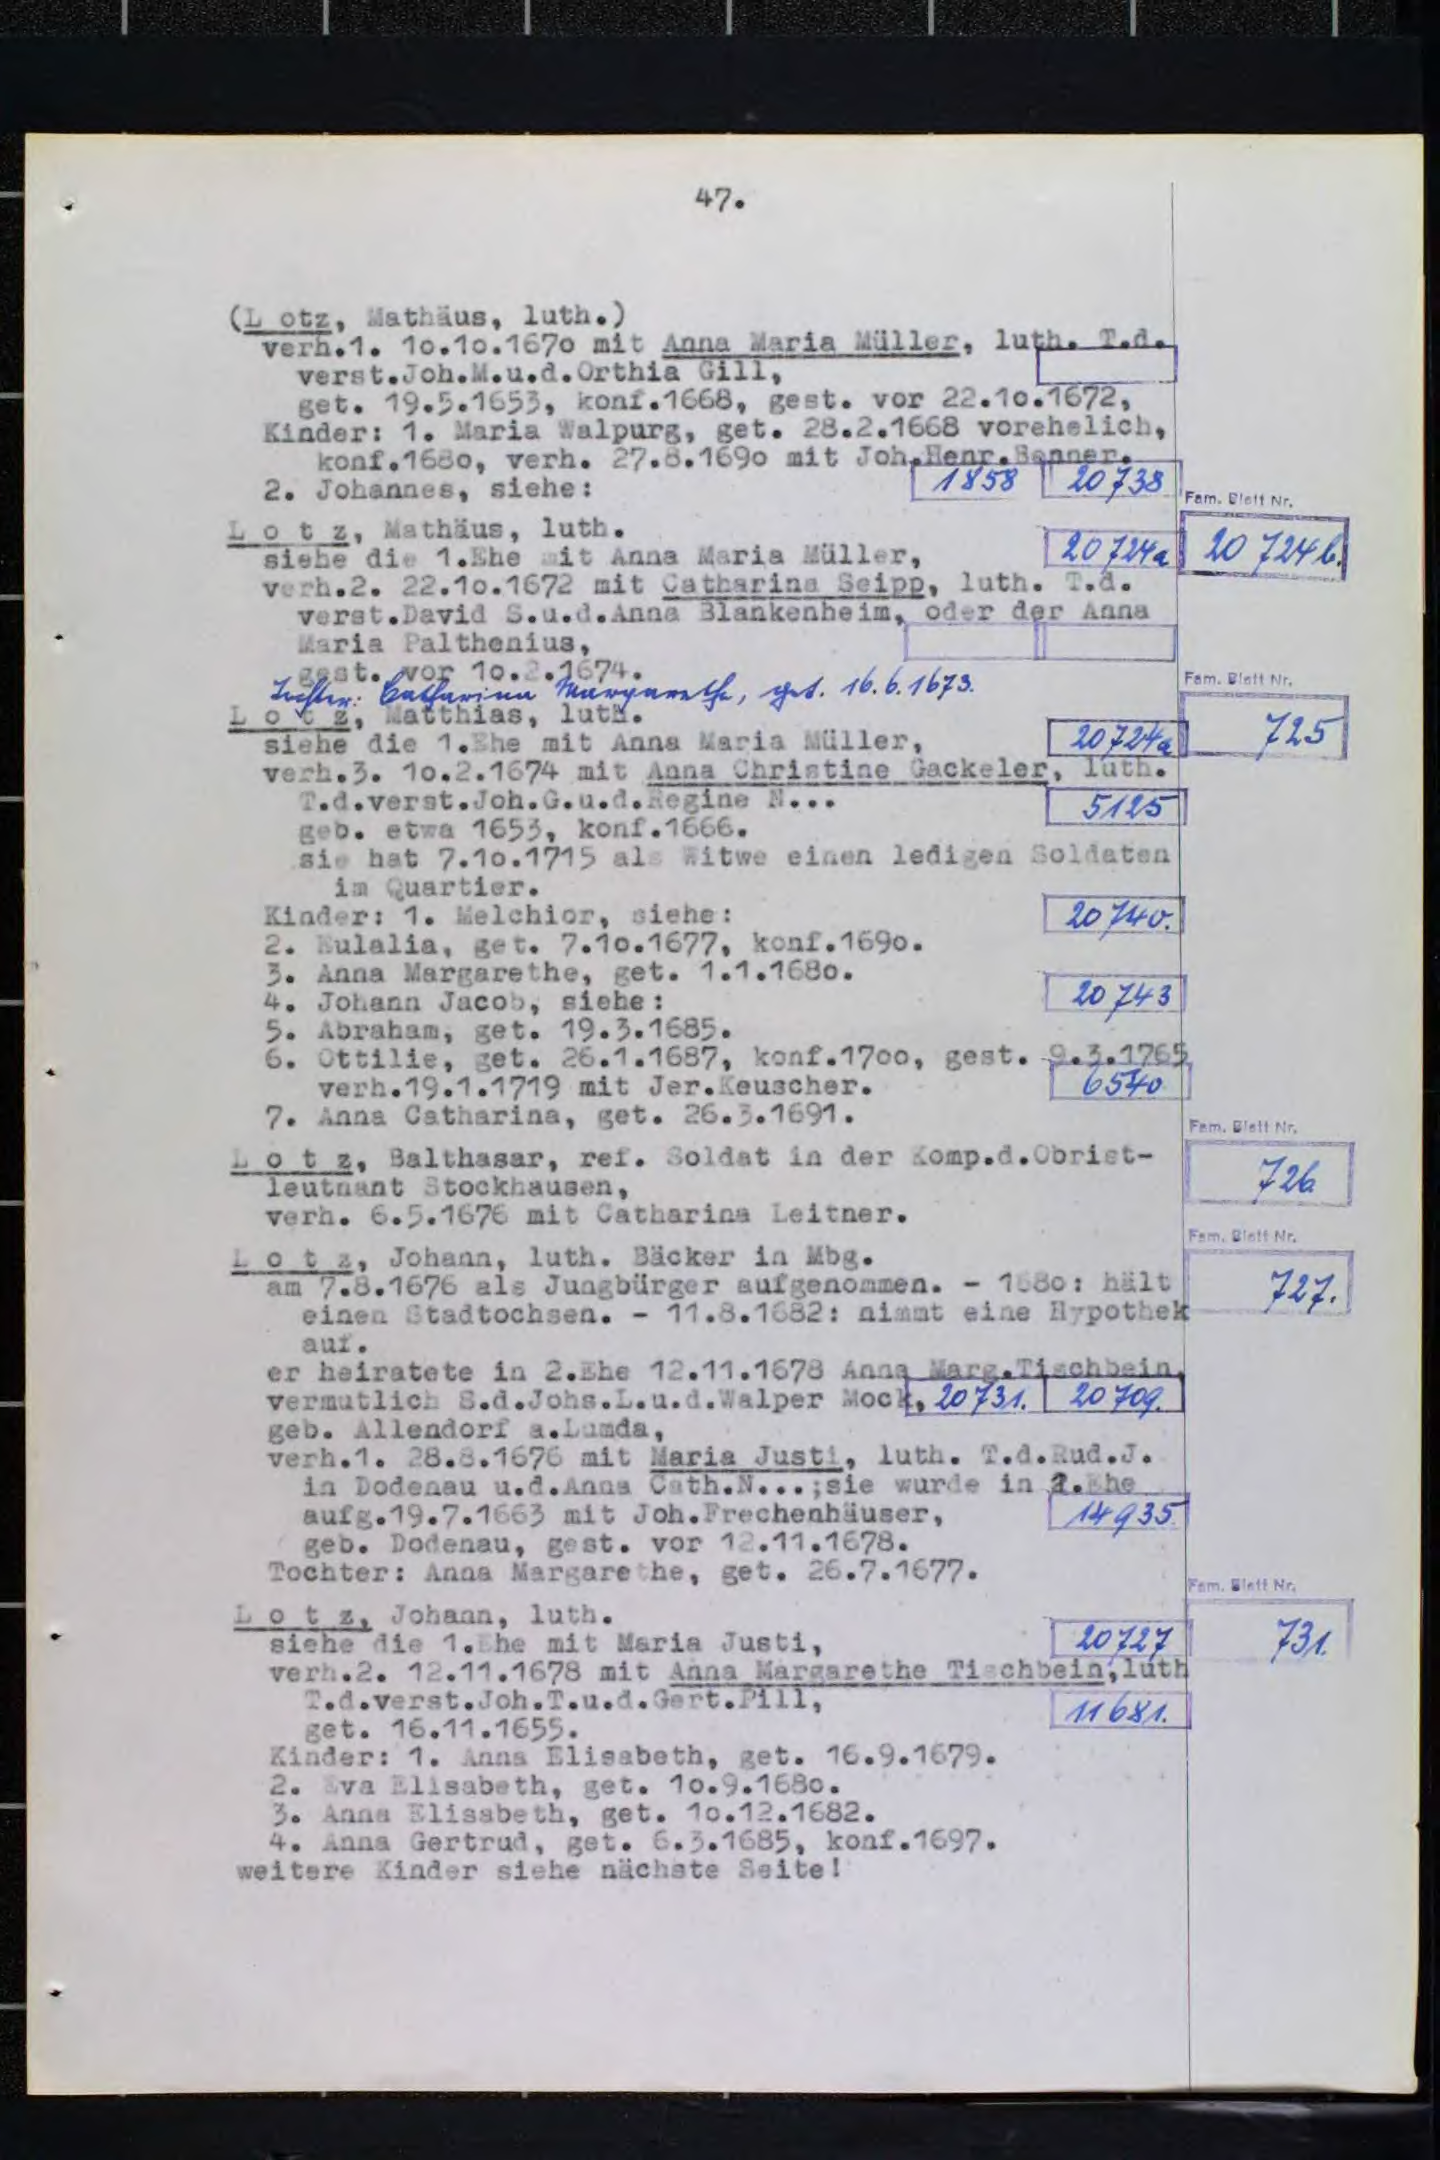 47.
(L otz, Mathäus, luth.)
verh.1. 1o.1o.167o mit Anna Maria Müller, luth. T.d.
verst.Joh.M.u.d.Orthia Gill,
get. 19.5.1653, konf.1668, gest. vor 22.1o.1672,
Kinder: 1. Maria Walpurg, get. 28.2.1668 vorehelich,
konf.168o, verh. 27.8.169o mit Joh.Henr.Benner.
2. Johannes, siehe: 1858 20738
Fam. Blatt Nr.
L o t z, Mathäus, luth.
siehe die 1.Ehe mit Anna Maria Müller, 20724a 20724b.
verh.2. 22.1o.1672 mit Catharina Seipp, luth. T.d.
verst.David S.u.d.Anna Blankenheim, oder der Anna
Maria Palthenius,
gest. vor 1o.2.1674.
Tochter: Catharina Margarethe, get. 16.6.1673.
Fam. Blatt Nr.
L o t z, Matthias, luth.
siehe die 1.Ehe mit Anna Maria Müller, 20724a 725
verh.3. 1o.2.1674 mit Anna Christine Gackeler, luth.
T.d.verst.Joh.G.u.d.Regine N... 5125
geb. etwa 1653, konf.1666.
sie hat 7.1o.1715 als Witwe einen ledigen Soldaten
im Quartier.
Kinder: 1. Melchior, siehe: 20740.
2. Eulalia, get. 7.1o.1677, konf.169o.
3. Anna Margarethe, get. 1.1.168o.
4. Johann Jacob, siehe: 20743
5. Abraham, get. 19.3.1685.
6. Ottilie, get. 26.1.1687, konf.17oo, gest. 9.3.1765
verh.19.1.1719 mit Jer.Keuscher. 6540
7. Anna Catharina, get. 26.3.1691.
Fam. Blatt Nr.
L o t z, Balthasar, ref. Soldat in der Komp.d.Obrist-
leutnant Stockhausen, 726
verh. 6.5.1676 mit Catharina Leitner.
Fam. Blatt Nr.
L o t z, Johann, luth. Bäcker in Mbg.
am 7.8.1676 als Jungbürger aufgenommen. - 168o: hält 727.
einen Stadtochsen. - 11.8.1682: nimmt eine Hypothek
auf.
er heiratete in 2.Ehe 12.11.1678 Anna Marg.Tischbein,
vermutlich S.d.Johs.L.u.d.Walper Mock, 20731. 20709.
geb. Allendorf a.Lumda,
verh.1. 28.8.1676 mit Maria Justi, luth. T.d.Rud.J.
in Dodenau u.d.Anna Cath.N...;sie wurde in .Ehe
aufg.19.7.1663 mit Joh.Frechenhäuser, 14935
geb. Dodenau, gest. vor 12.11.1678.
Tochter: Anna Margarethe, get. 26.7.1677.
Fam. Blatt Nr.
L o t z, Johann, luth.
siehe die 1.Ehe mit Maria Justi, 20727 731.
verh.2. 12.11.1678 mit Anna Margarethe Tischbein,luth
T.d.verst.Joh.T.u.d.Gert.Pill, 11681.
get. 16.11.1655.
Kinder: 1. Anna Elisabeth, get. 16.9.1679.
2. Eva Elisabeth, get. 1o.9.168o.
3. Anna Elisabeth, get. 1o.12.1682.
4. Anna Gertrud, get. 6.3.1685, konf.1697.
weitere Kinder siehe nächste Seite!